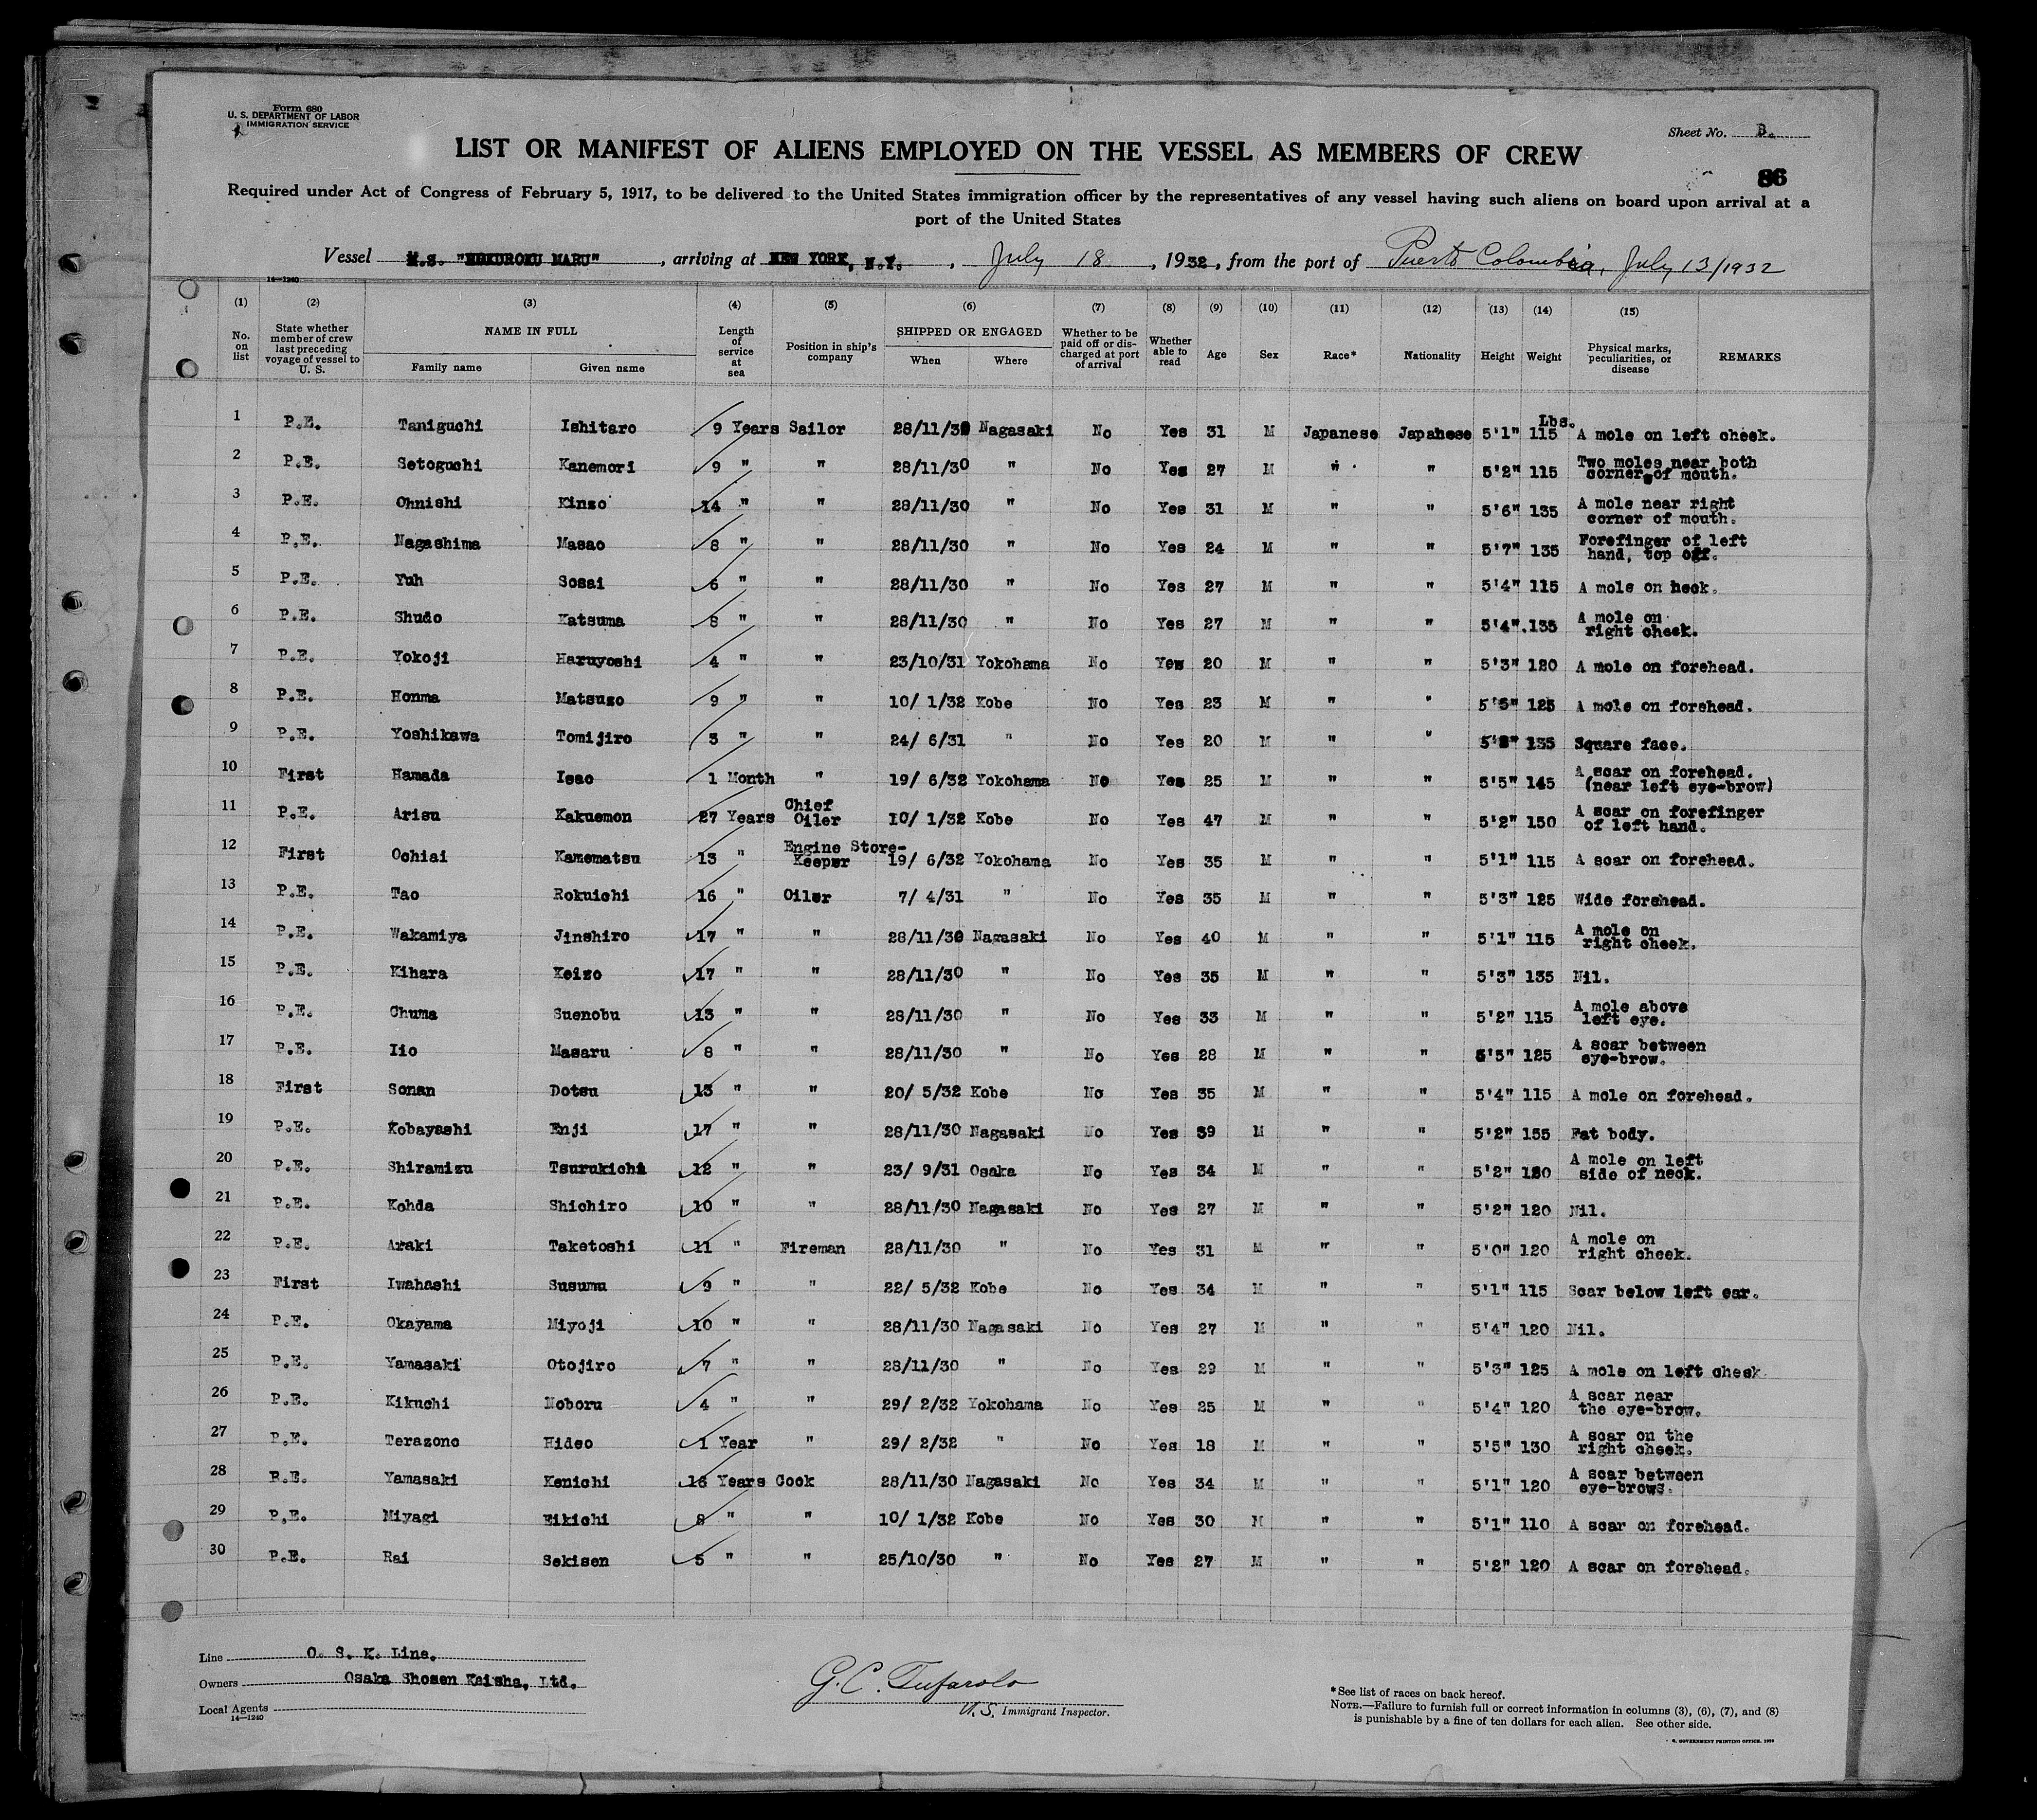 Form 680
U. S. DEPARTMENT OF LABOR
IMMIGRATION SERVICE
Sheet No. B.
LIST OR MANIFEST OF ALIENS EMPLOYED ON THE VESSEL AS MEMBERS OF CREW
86
Required under Act of Congress of February 5, 1917, to be delivered to the United States immigration officer by the representatives of any vessel having such aliens on board upon arrival at a
port of the United States
Vessel M.S. MARU", arriving at NEW YORK, N.Y., July 18, 1932, from the port of Puerto Colombia, July 13/1932
14—1240
(1) (2) (3) (4) (5) (6) (7) (8) (9) (10) (11) (12) (13) (14) (15)
No. on list State whether member of crew last preceding voyage of vessel to U. S. NAME IN FULL Family name Given name Length of service at sea Position in ship's company SHIPPED OR ENGAGED When Where Whether to be paid off or discharged at port of arrival Whether able to read Age Sex Race* Nationality Height Weight Physical marks, peculiarities, or disease REMARKS
Lbs.
1 P.E. Taniguchi Ishitaro 9 Years Sailor 28/11/30 Nagasaki No Yes 31 M Japanese Japanese 5'1" 115 A mole on left cheek.
2 P.E. Setoguchi Kanemori 9 " " 28/11/30 " No Yes 27 M " " 5'2" 115 Two moles near both corners of mouth.
3 P.E. Ohnishi Kinzo 14 " " 28/11/30 " No Yes 31 M " " 5'6" 135 A mole near right corner of mouth.
4 P.E. Nagashima Masao 8 " " 28/11/30 " No Yes 24 M " " 5'7" 135 Forefinger of left hand, top off.
5 P.E. Yuh Sosai 6 " " 28/11/30 " No Yes 27 M " " 5'4" 115 A mole on neck.
6 P.E. Shudo Katsuma 8 " " 28/11/30 " No Yes 27 M " " 5'4" 135 A mole on right cheek.
7 P.E. Yokoji Haruyoshi 4 " " 23/10/31 Yokohama No Yes 20 M " " 5'3" 120 A mole on forehead.
8 P.E. Honma Matsuzo 9 " " 10/ 1/32 Kobe No Yes 23 M " " 5'5" 125 A mole on forehead.
9 P.E. Yoshikawa Tomijiro 3 " " 24/ 6/31 " No Yes 20 M " " 135 Square face.
10 First Hamada Isao 1 Month " 19/ 6/32 Yokohama No Yes 25 M " " 5'5" 145 A scar on forehead. (near left eye-brow)
11 P.E. Arisu Kakuemon 27 Years Chief Oiler 10/ 1/32 Kobe No Yes 47 M " " 5'2" 150 A scar on forefinger of left hand.
12 First Ochiai Kamematsu 13 " Engine Store-Keeper 19/ 6/32 Yokohama No Yes 35 M " " 5'1" 115 A scar on forehead.
13 P.E. Tao Rokuichi 16 " Oiler 7/ 4/31 " No Yes 35 M " " 5'3" 125 Wide forehead.
14 P.E. Wakamiya Jinshiro 17 " " 28/11/30 Nagasaki No Yes 40 M " " 5'1" 115 A mole on right cheek.
15 P.E. Kihara Keizo 17 " " 28/11/30 " No Yes 35 M " " 5'3" 135 Nil.
16 P.E. Chuma Suenobu 13 " " 28/11/30 " No Yes 33 M " " 5'2" 115 A mole above left eye.
17 P.E. Iio Masaru 8 " " 28/11/30 " No Yes 28 M " " 5'5" 125 A scar between eye-brow.
18 First Sonan Dotsu 13 " " 20/ 5/32 Kobe No Yes 35 M " " 5'4" 115 A mole on forehead.
19 P.E. Kobayashi Enji 17 " " 28/11/30 Nagasaki No Yes 39 M " " 5'2" 155 Fat body.
20 P.E. Shiramizu Tsurukichi 12 " " 23/ 9/31 Osaka No Yes 34 M " " 5'2" 120 A mole on left side of neck.
21 P.E. Kohda Shichiro 10 " " 28/11/30 Nagasaki No Yes 27 M " " 5'2" 120 Nil.
22 P.E. Araki Taketoshi 11 " Fireman 28/11/30 " No Yes 31 M " " 5'0" 120 A mole on right cheek.
23 First Iwahashi Susumu 9 " " 22/ 5/32 Kobe No Yes 34 M " " 5'1" 115 Scar below left ear.
24 P.E. Okayama Miyoji 10 " " 28/11/30 Nagasaki No Yes 27 M " " 5'4" 120 Nil.
25 P.E. Yamasaki Otojiro 7 " " 28/11/30 " No Yes 29 M " " 5'3" 125 A mole on left cheek.
26 P.E. Kikuchi Noboru 4 " " 29/ 2/32 Yokohama No Yes 25 M " " 5'4" 120 A scar near the eye-brow.
27 P.E. Terazono Hideo 1 Year " 29/ 2/32 " No Yes 18 M " " 5'5" 130 A scar on the right cheek.
28 P.E. Yamasaki Kenichi 16 Years Cook 28/11/30 Nagasaki No Yes 34 M " " 5'1" 120 A scar between eye-brows.
29 P.E. Miyagi Eikichi 8 " " 10/ 1/32 Kobe No Yes 30 M " " 5'1" 110 A scar on forehead.
30 P.E. Rai Sekisen 5 " " 25/10/30 " No Yes 27 M " " 5'2" 120 A scar on forehead.
Line O. S. K. Line.
Owners Osaka Shosen Kaisha, Ltd.
Local Agents
14—1240
G. C. Tufarolo
U.S. Immigrant Inspector.
*See list of races on back hereof.
NOTE.—Failure to furnish full or correct information in columns (3), (6), (7), and (8)
is punishable by a fine of ten dollars for each alien. See other side.
GOVERNMENT PRINTING OFFICE